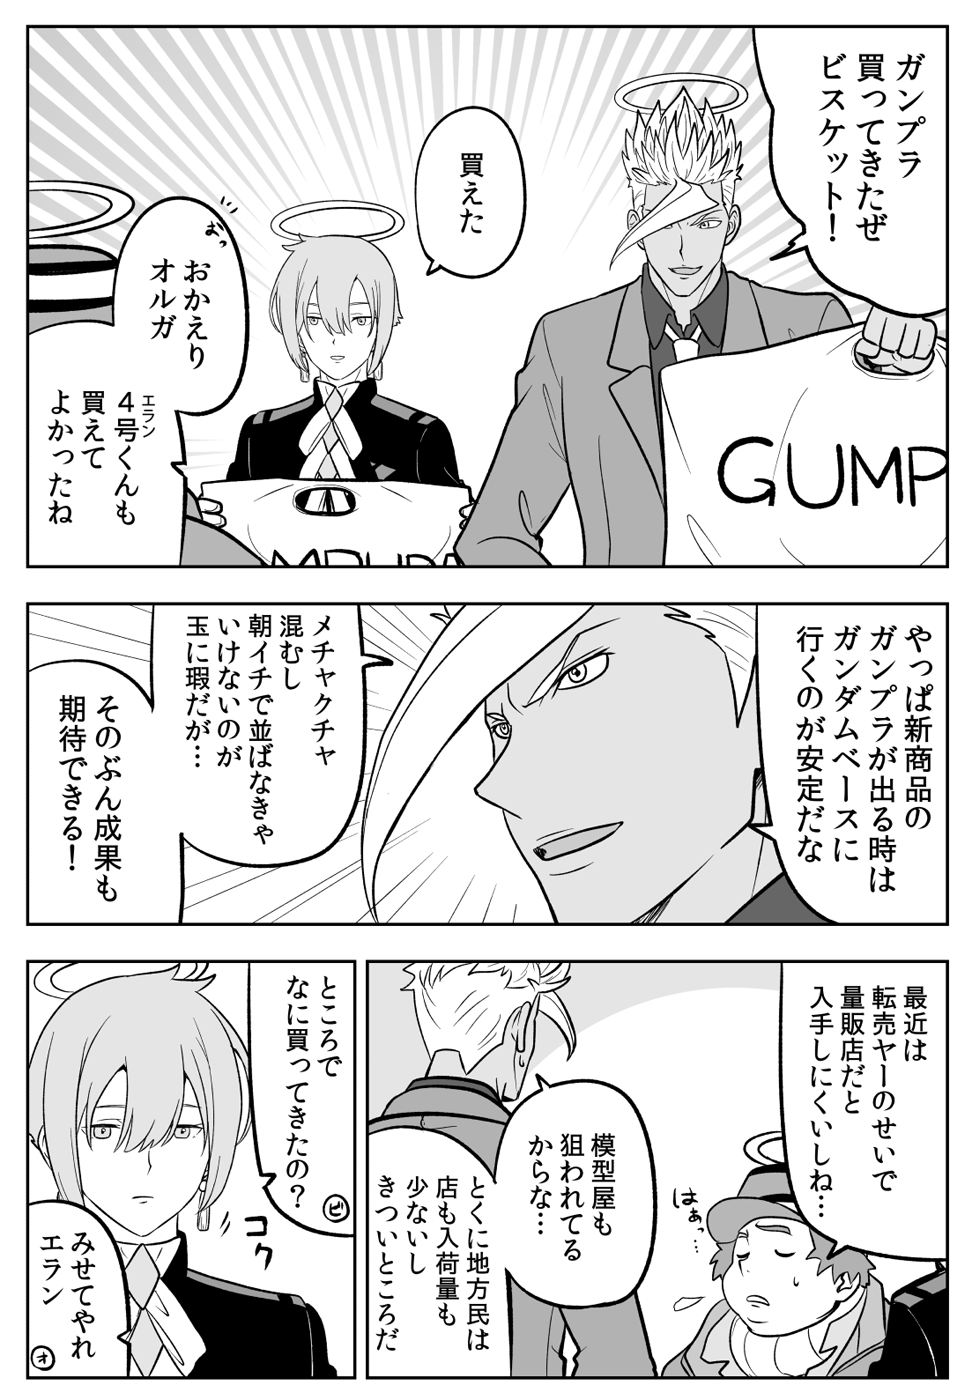 ガンプラ
買ってきたぜ
ビスケット！
GUMP
買えた
おっ
おかえり
オルガ
エラン
４号くんも
買えて
よかったね
やっぱ新商品の
ガンプラが出る時は
ガンダムベースに
行くのが安定だな
メチャクチャ
混むし
朝イチで並ばなきゃ
いけないのが
玉に瑕だが…
そのぶん成果も
期待できる！
最近は
転売ヤーのせいで
量販店だと
入手しにくいしね…
はぁっ…
模型屋も
狙われてる
からな…
とくに地方民は
店も入荷量も
少ないし
きついところだ
ところで
なに買ってきたの？
ビ
コク
みせてやれ
エラン
オ